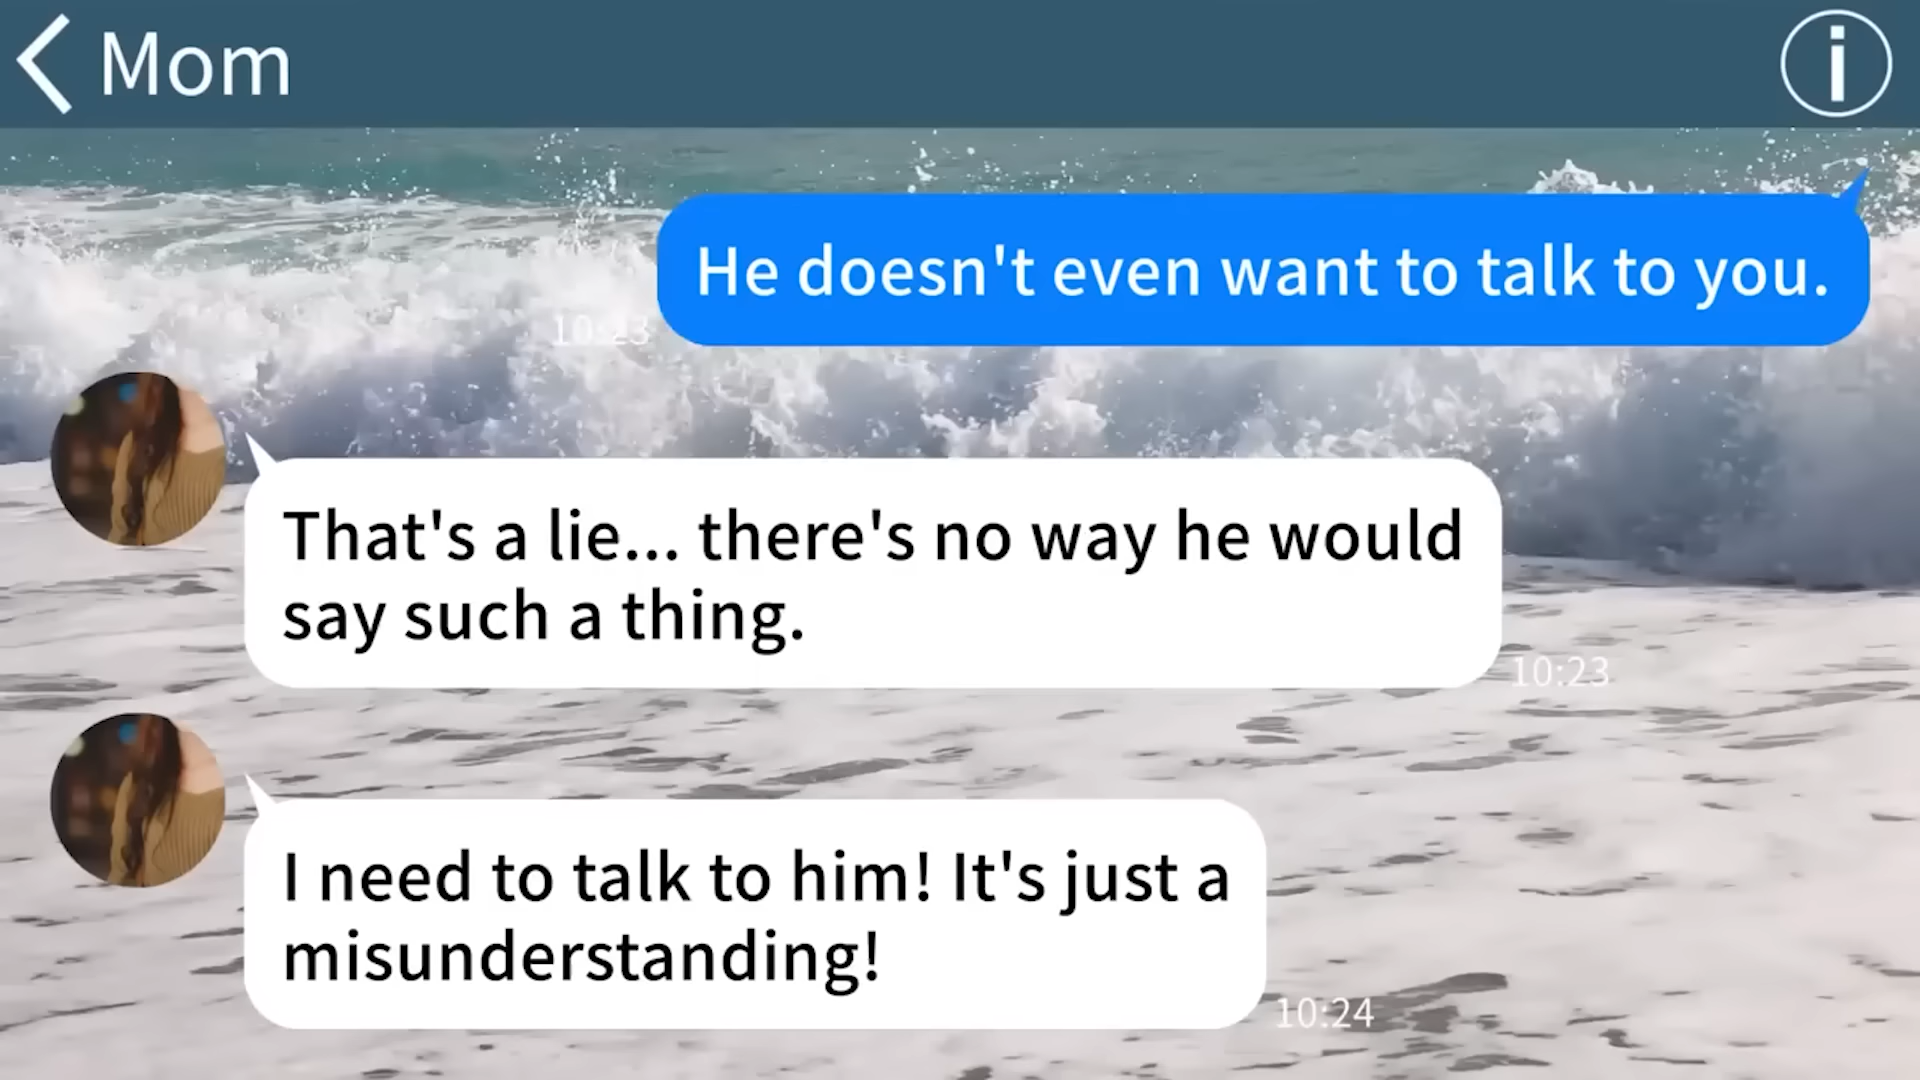 Mom
He doesn't even want to talk to you.
10:23
That's a lie... there's no way he would
say such a thing.
10:23
I need to talk to him! It's just a
misunderstanding!
10:24